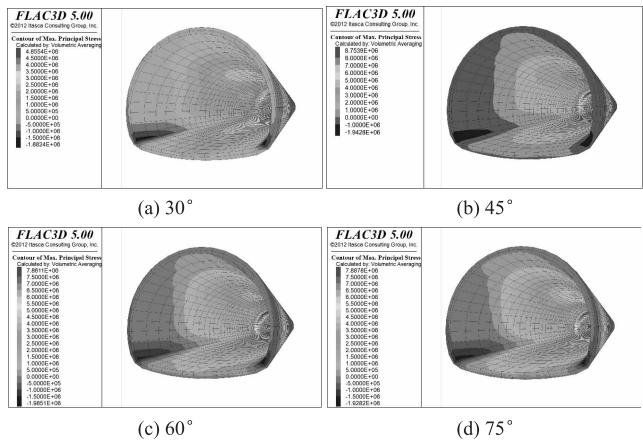 FLAC3D 5.00
©2012 Itasca Consulting Group, Inc.
Contour of Max. Principal Stress
Calculated by: Volumetric Averaging
4.8554E+06
4.5000E+06
4.0000E+06
3.5000E+06
3.0000E+06
2.5000E+06
2.0000E+06
1.5000E+06
1.0000E+06
5.0000E+05
0.0000E+00
-5.0000E+05
-1.0000E+06
-1.5000E+06
-1.8824E+06
(a) 30°
FLAC3D 5.00
©2012 Itasca Consulting Group, Inc.
Contour of Max. Principal Stress
Calculated by: Volumetric Averaging
8.7539E+06
8.0000E+06
7.0000E+06
6.0000E+06
5.0000E+06
4.0000E+06
3.0000E+06
2.0000E+06
1.0000E+06
0.0000E+00
-1.0000E+06
-1.9428E+06
(b) 45°
FLAC3D 5.00
©2012 Itasca Consulting Group, Inc.
Contour of Max. Principal Stress
Calculated by: Volumetric Averaging
7.8611E+06
7.5000E+06
7.0000E+06
6.5000E+06
6.0000E+06
5.5000E+06
5.0000E+06
4.5000E+06
4.0000E+06
3.5000E+06
3.0000E+06
2.5000E+06
2.0000E+06
1.5000E+06
1.0000E+06
5.0000E+05
0.0000E+00
-5.0000E+05
-1.0000E+06
-1.5000E+06
-1.9851E+06
(c) 60°
FLAC3D 5.00
©2012 Itasca Consulting Group, Inc.
Contour of Max. Principal Stress
Calculated by: Volumetric Averaging
7.8878E+06
7.5000E+06
7.0000E+06
6.5000E+06
6.0000E+06
5.5000E+06
5.0000E+06
4.5000E+06
4.0000E+06
3.5000E+06
3.0000E+06
2.5000E+06
2.0000E+06
1.5000E+06
1.0000E+06
5.0000E+05
0.0000E+00
-5.0000E+05
-1.0000E+06
-1.5000E+06
-1.9282E+06
(d) 75°